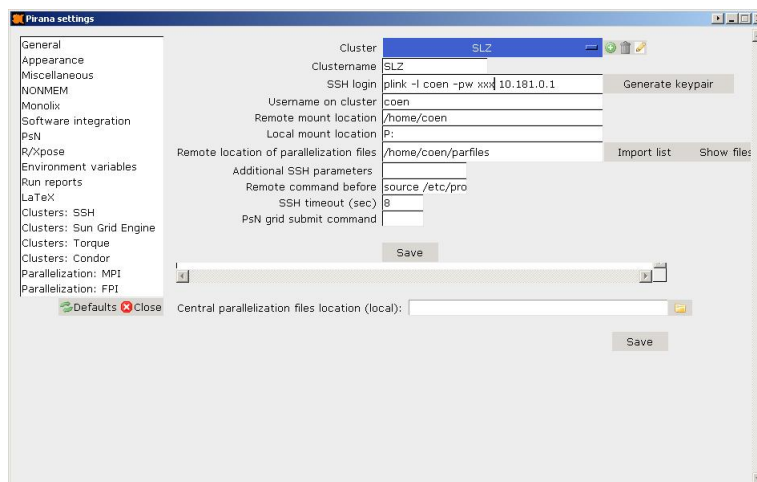 Pirana settings
General
Appearance
Miscellaneous
NONMEM
Monolix
Software integration
PsN
R/Xpose
Environment variables
Run reports
LaTeX
Clusters: SSH
Clusters: Sun Grid Engine
Clusters: Torque
Clusters: Condor
Parallelization: MPI
Parallelization: FPI
Defaults Close
Cluster SLZ
Clustername SLZ
SSH login plink -l coen -pw xxx 10.181.0.1 Generate keypair
Username on cluster coen
Remote mount location /home/coen
Local mount location P:
Remote location of parallelization files /home/coen/parfiles Import list Show files
Additional SSH parameters
Remote command before source /etc/pro
SSH timeout (sec) 8
PsN grid submit command
Save
Central parallelization files location (local):
Save